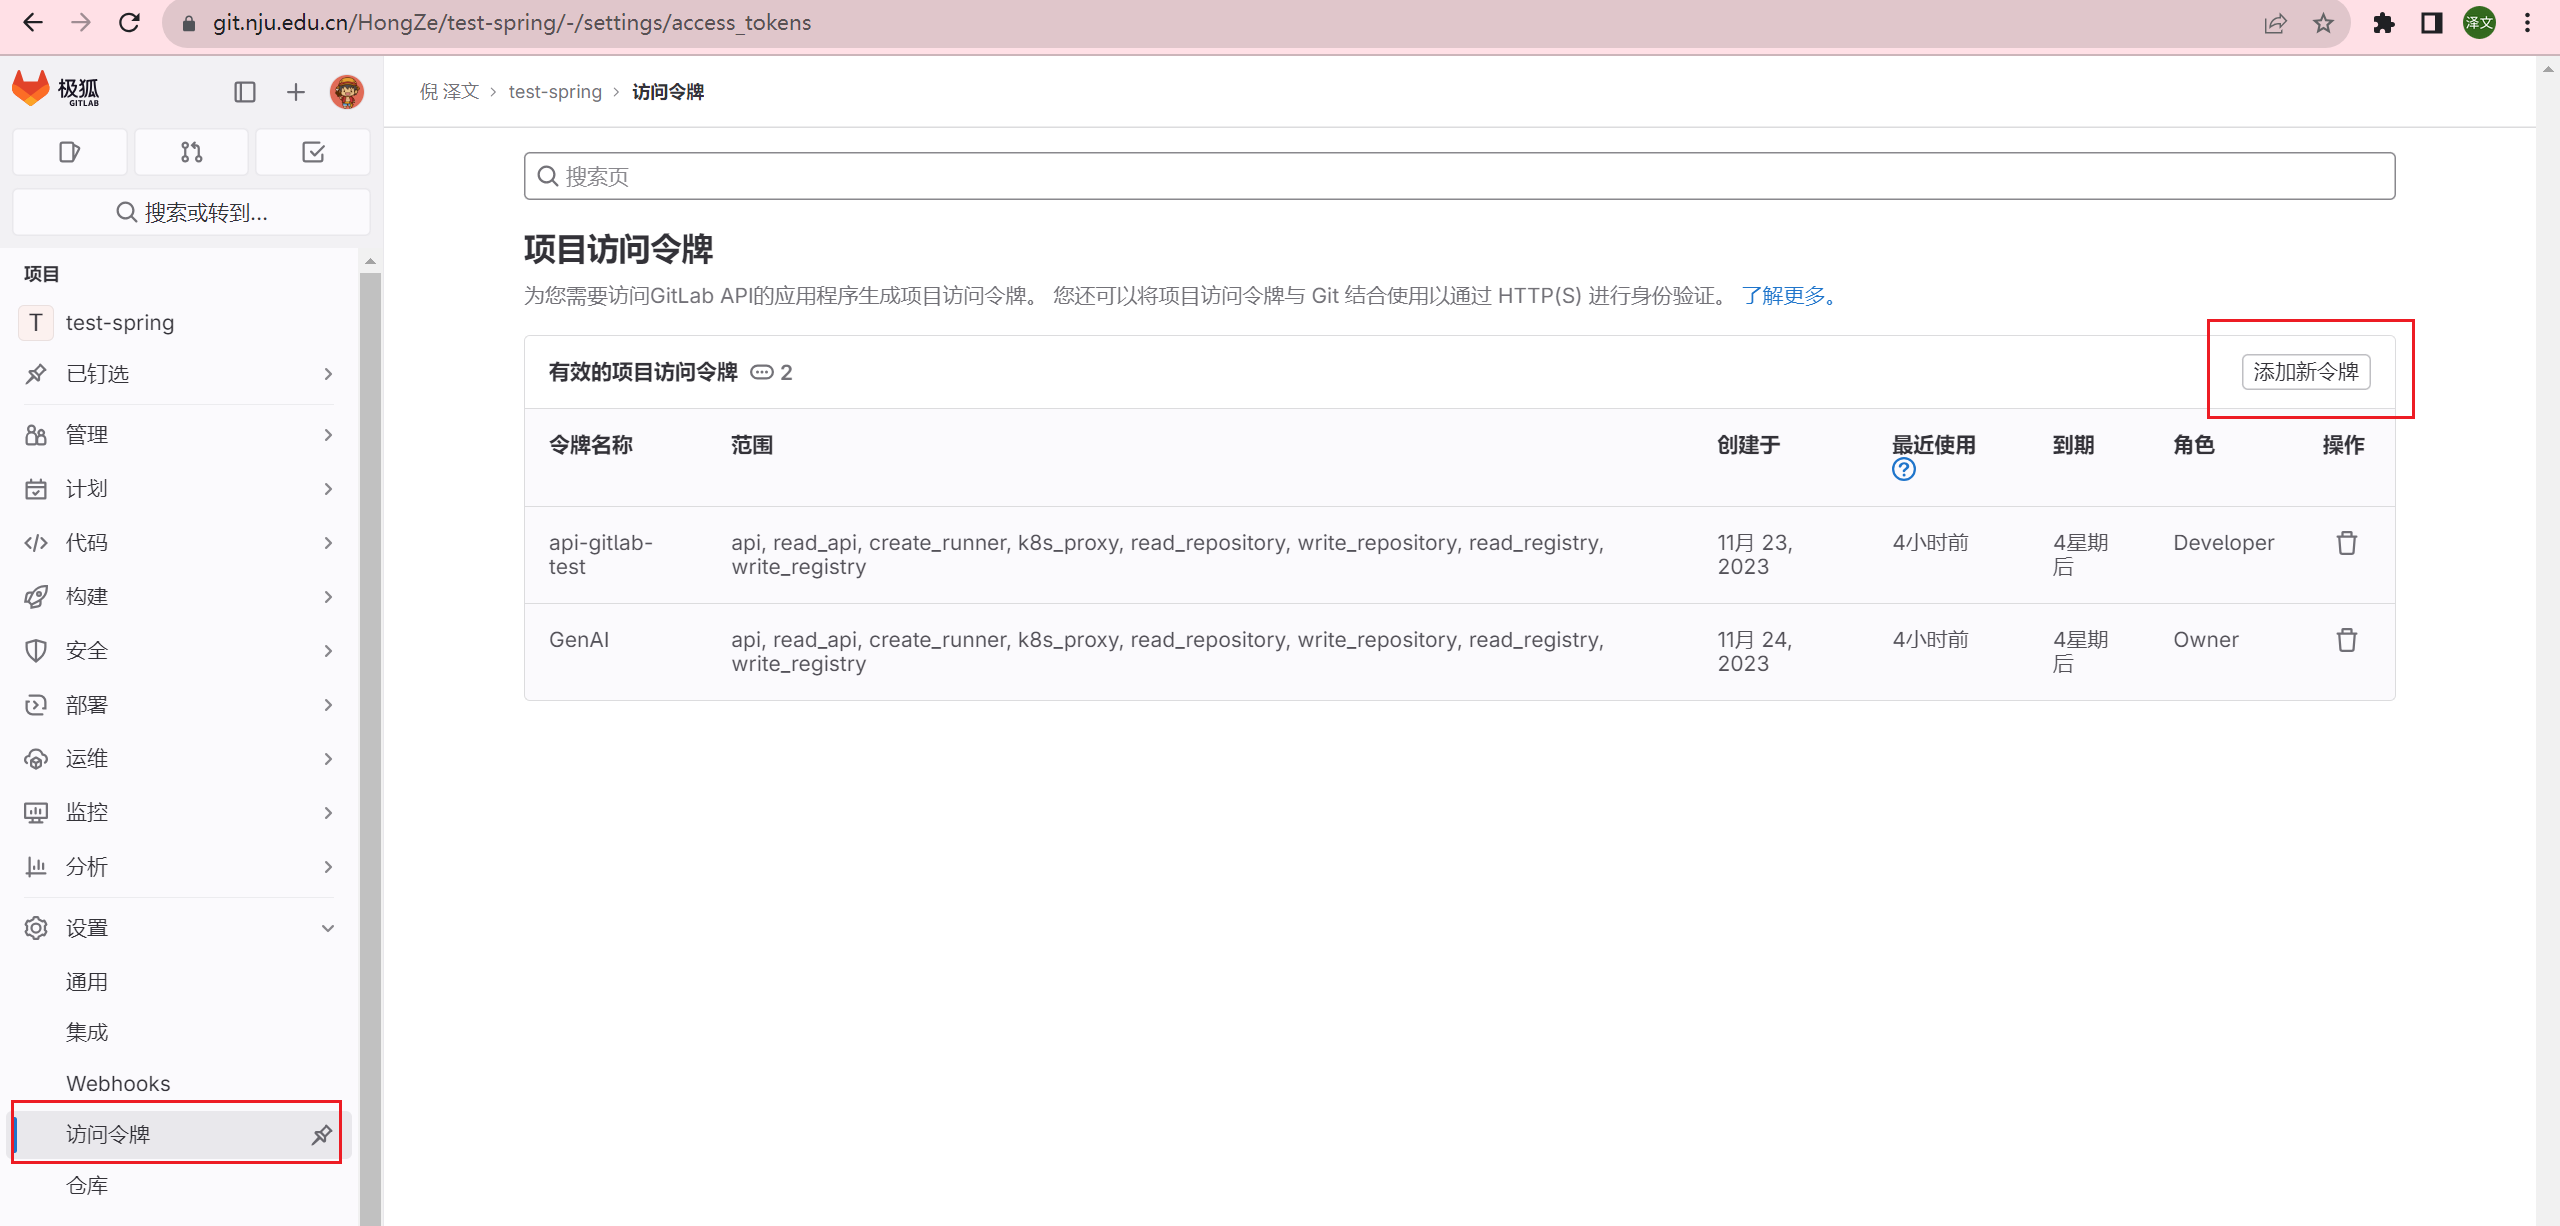 git.nju.edu.cn/HongZe/test-spring/-/settings/access_tokens
泽文
极狐
GITLAB
搜索或转到...
项目
T test-spring
已钉选
管理
计划
代码
构建
安全
部署
运维
监控
分析
设置
通用
集成
Webhooks
访问令牌
仓库
倪 泽文 › test-spring › 访问令牌
搜索页
项目访问令牌
为您需要访问GitLab API的应用程序生成项目访问令牌。 您还可以将项目访问令牌与 Git 结合使用以通过 HTTP(S) 进行身份验证。 了解更多。
有效的项目访问令牌 2
添加新令牌
令牌名称 范围 创建于 最近使用 到期 角色 操作
api-gitlab- api, read_api, create_runner, k8s_proxy, read_repository, write_repository, read_registry, 11月 23, 4小时前 4星期 Developer
test write_registry 2023 后
GenAI api, read_api, create_runner, k8s_proxy, read_repository, write_repository, read_registry, 11月 24, 4小时前 4星期 Owner
write_registry 2023 后